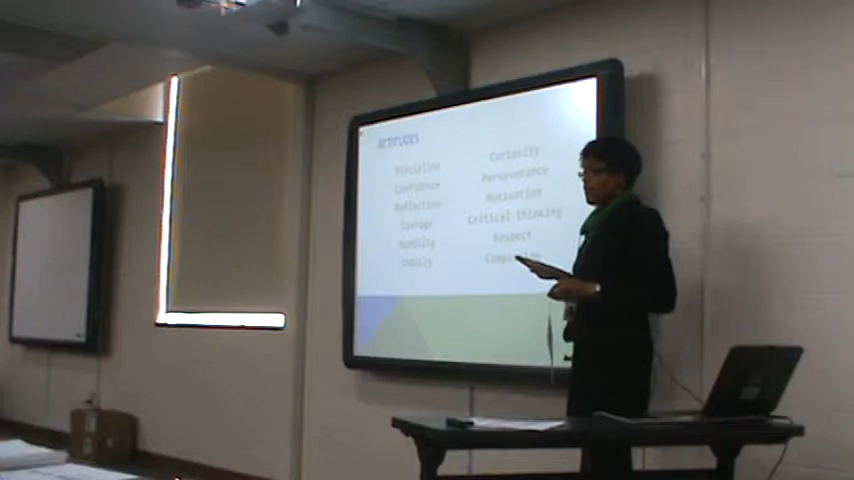 ATTITUDES
Discipline
Confidence
Reflection
Courage
Humility
Inquiry
Curiosity
Perseverance
Motivation
Critical thinking
Respect